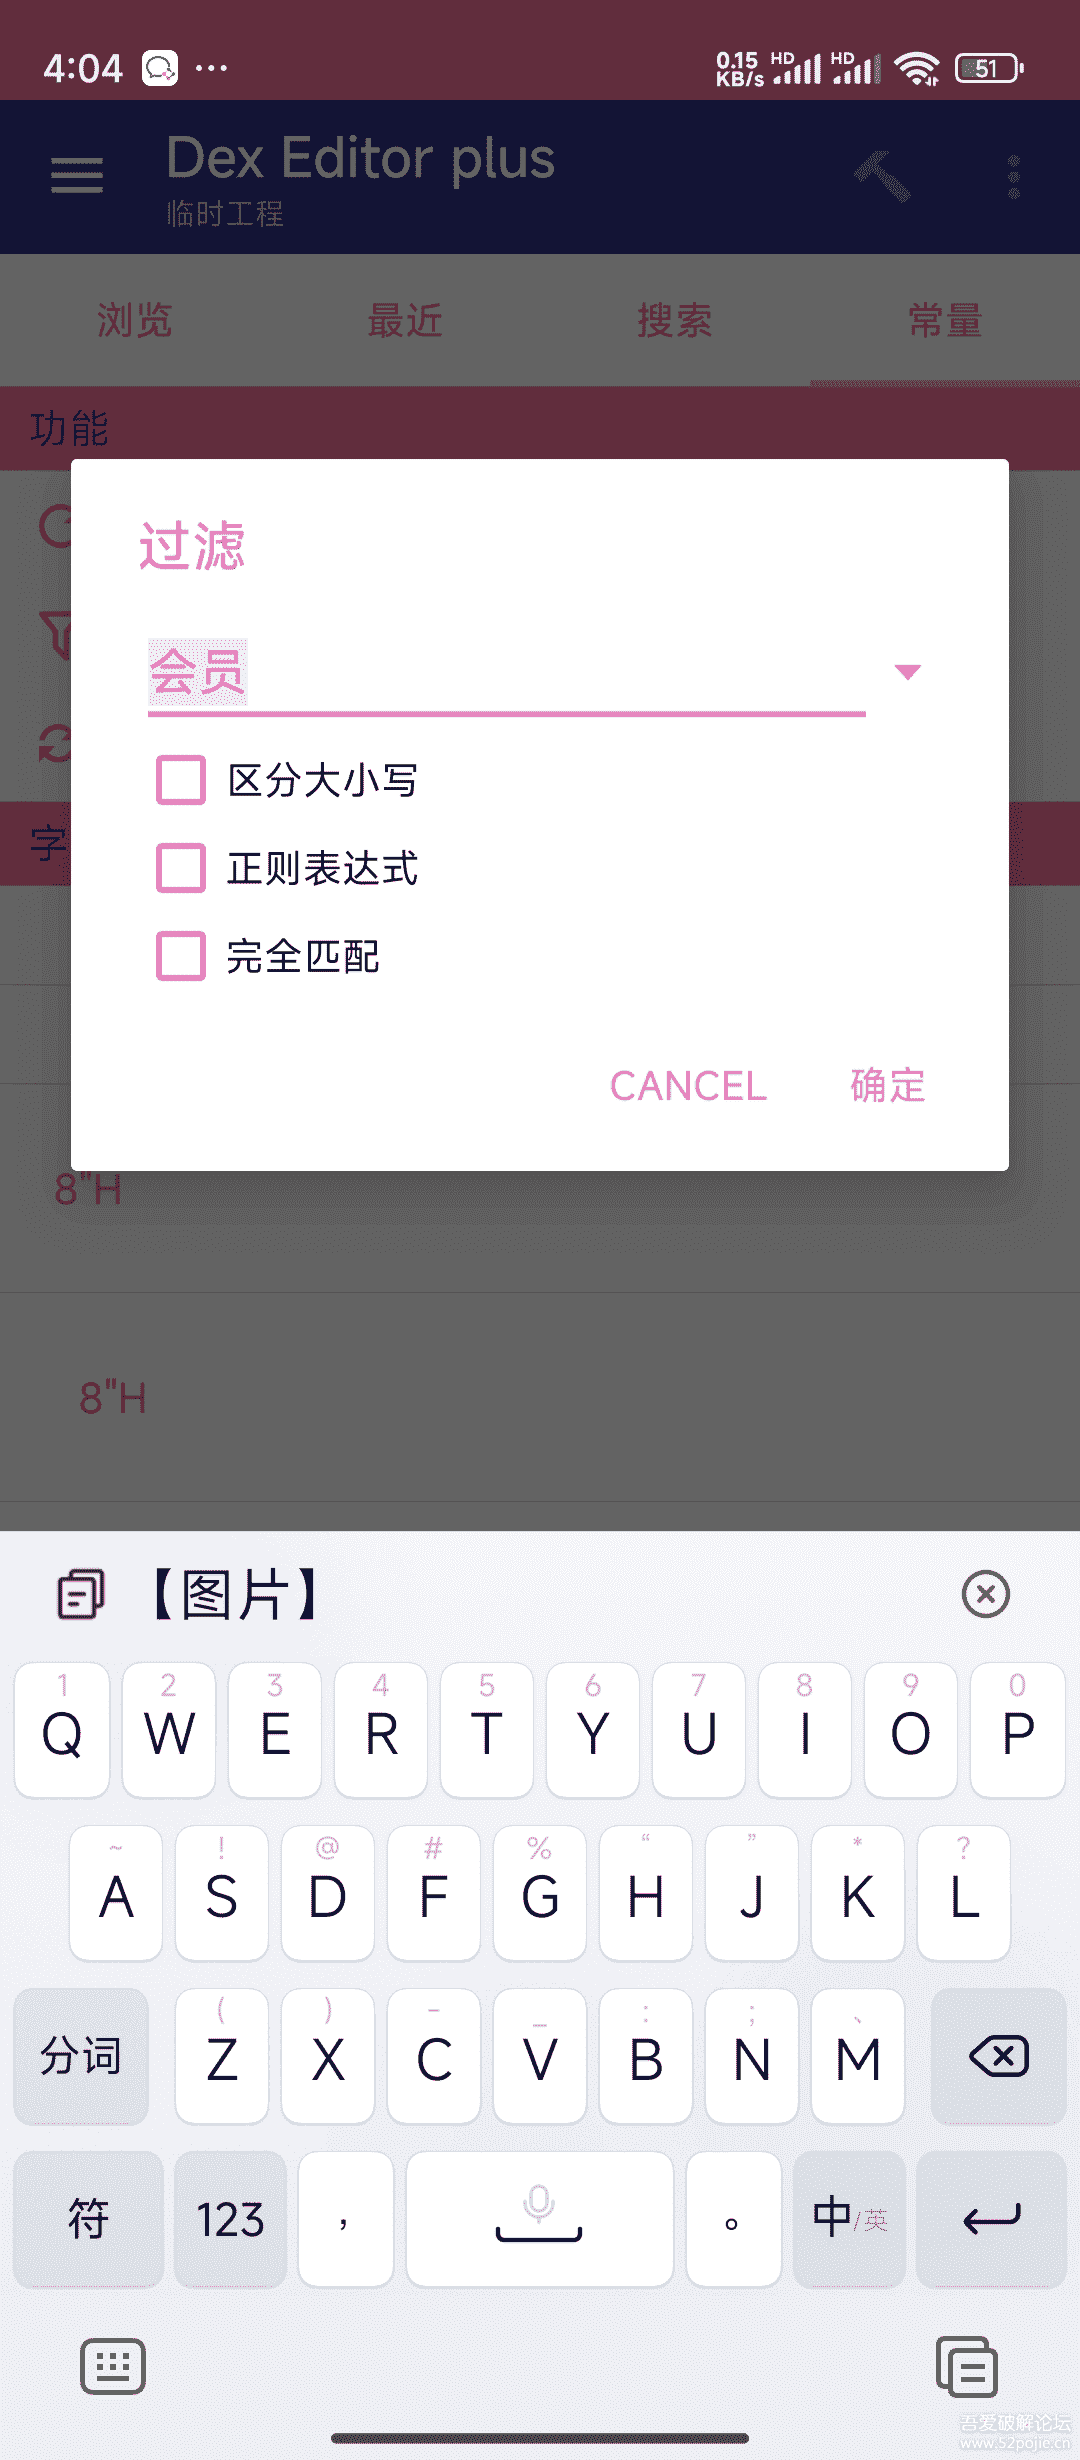 4:04 ... 0.15 KB/s HD HD 51
Dex Editor plus
临时工程
浏览 最近 搜索 常量
功能
过滤
会员
区分大小写
字
正则表达式
完全匹配
CANCEL 确定
8"H
8"H
【图片】
1 2 3 4 5 6 7 8 9 0
Q W E R T Y U I O P
~ ! @ # % “ ” * ?
A S D F G H J K L
( ) - _ : ; 、
分词 Z X C V B N M
符 123 , 。 中/英
吾爱破解论坛
www.52pojie.cn